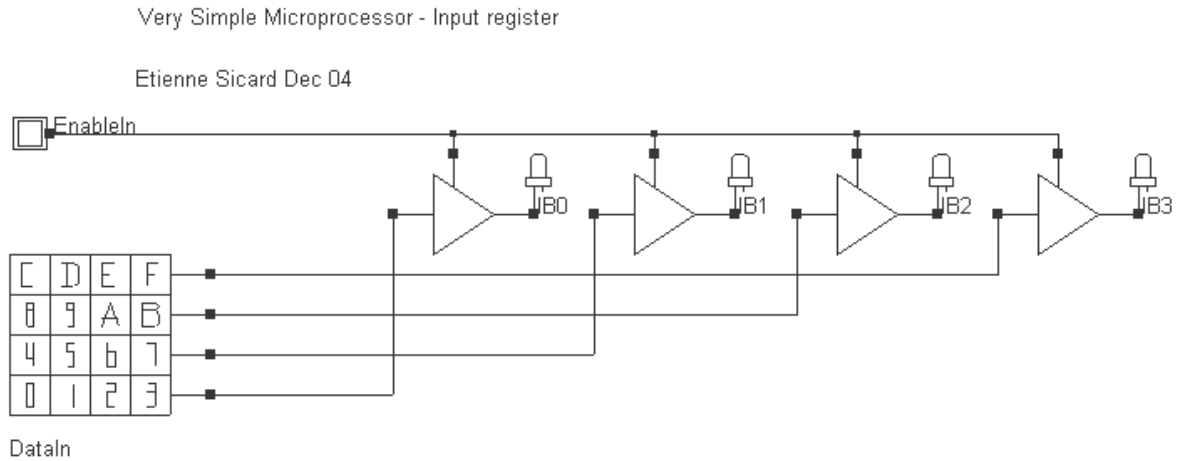 Very Simple Microprocessor - Input register
Etienne Sicard Dec 04
EnableIn
IB0 IB1 IB2 IB3
C D E F
8 9 A B
4 5 6 7
0 1 2 3
DataIn